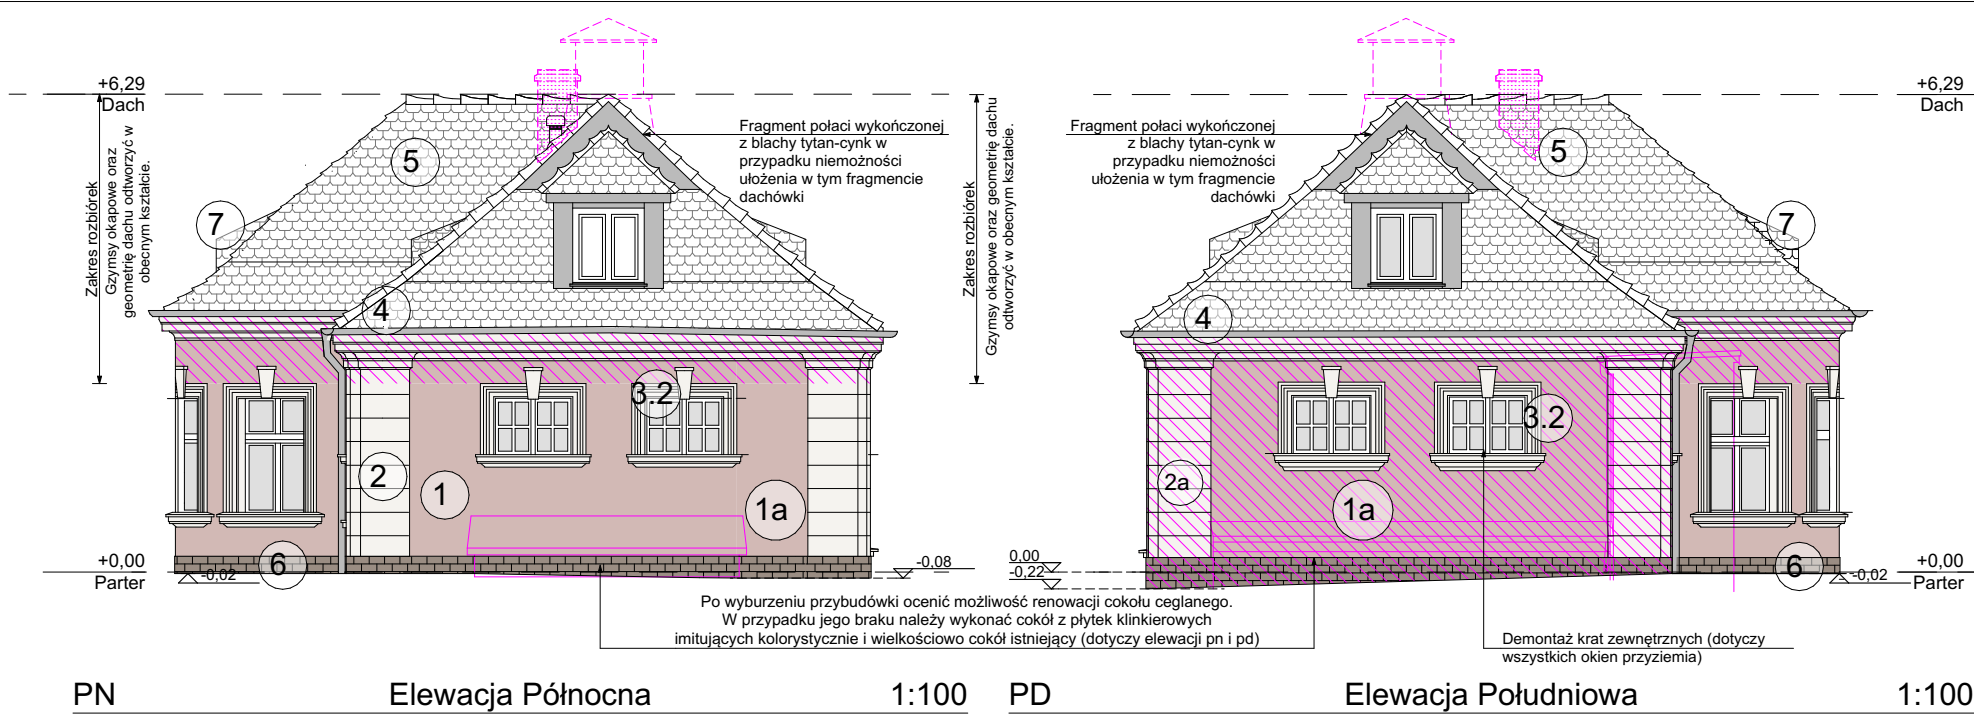 +6,29
Dach
Zakres rozbiórek
Gzymsy okapowe oraz
geometrię dachu odtworzyć w
obecnym kształcie.
5
7
4
Fragment połaci wykończonej
z blachy tytan-cynk w
przypadku niemożności
ułożenia w tym fragmencie
dachówki
3.2
2
1
1a
6
+0,00
Parter
-0,02
-0,08
Zakres rozbiórek
Gzymsy okapowe oraz geometrię dachu
odtworzyć w obecnym kształcie.
Fragment połaci wykończonej
z blachy tytan-cynk w
przypadku niemożności
ułożenia w tym fragmencie
dachówki
+6,29
Dach
5
7
4
3.2
2a
1a
6
0,00
-0,22
+0,00
Parter
-0,02
Po wyburzeniu przybudówki ocenić możliwość renowacji cokołu ceglanego.
W przypadku jego braku należy wykonać cokół z płytek klinkierowych
imitujących kolorystycznie i wielkościowo cokół istniejący (dotyczy elewacji pn i pd)
Demontaż krat zewnętrznych (dotyczy
wszystkich okien przyziemia)
PN Elewacja Północna 1:100
PD Elewacja Południowa 1:100